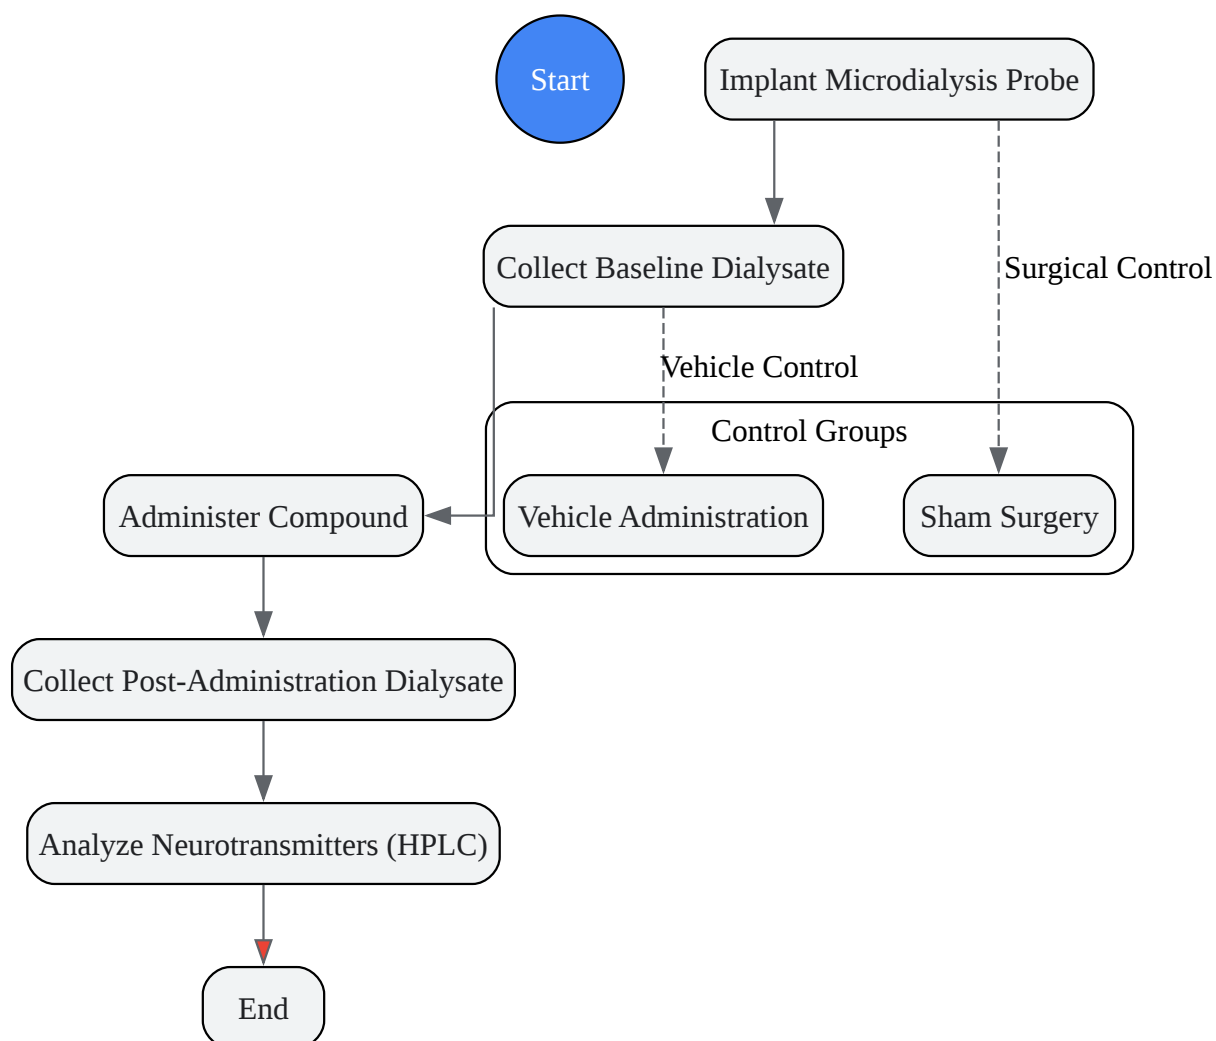 Start
Implant Microdialysis Probe
Collect Baseline Dialysate
Surgical Control
Vehicle Control
Control Groups
Administer Compound
Vehicle Administration
Sham Surgery
Collect Post-Administration Dialysate
Analyze Neurotransmitters (HPLC)
End